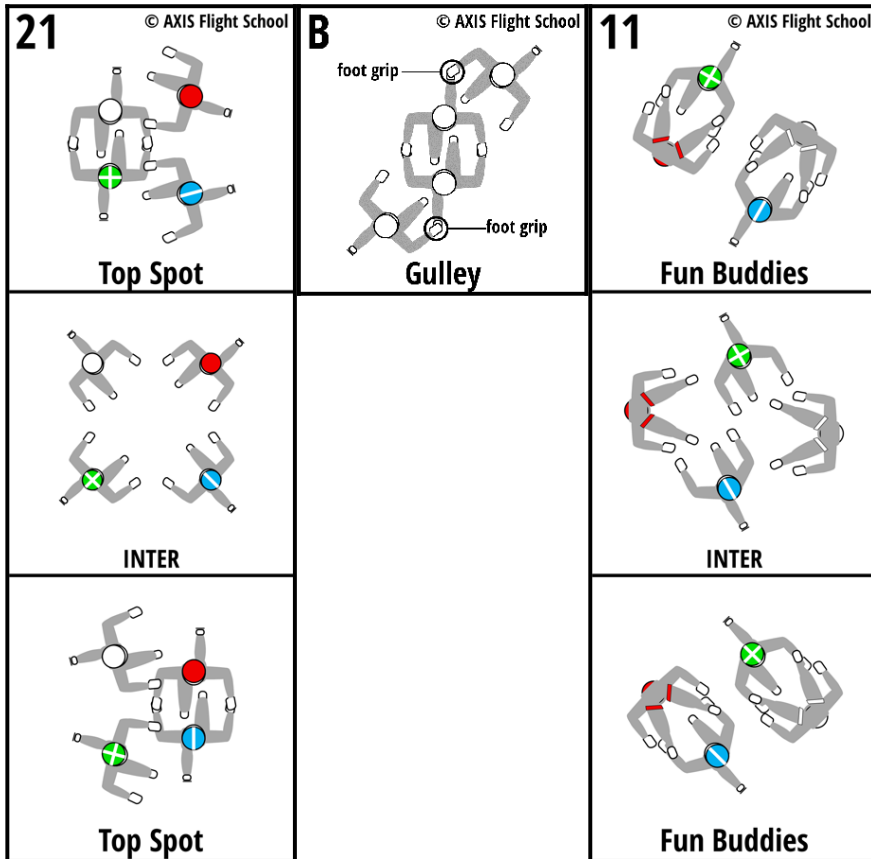 21
© AXIS Flight School
Top Spot
INTER
Top Spot
B
© AXIS Flight School
foot grip
foot grip
Gulley
11
© AXIS Flight School
Fun Buddies
INTER
Fun Buddies